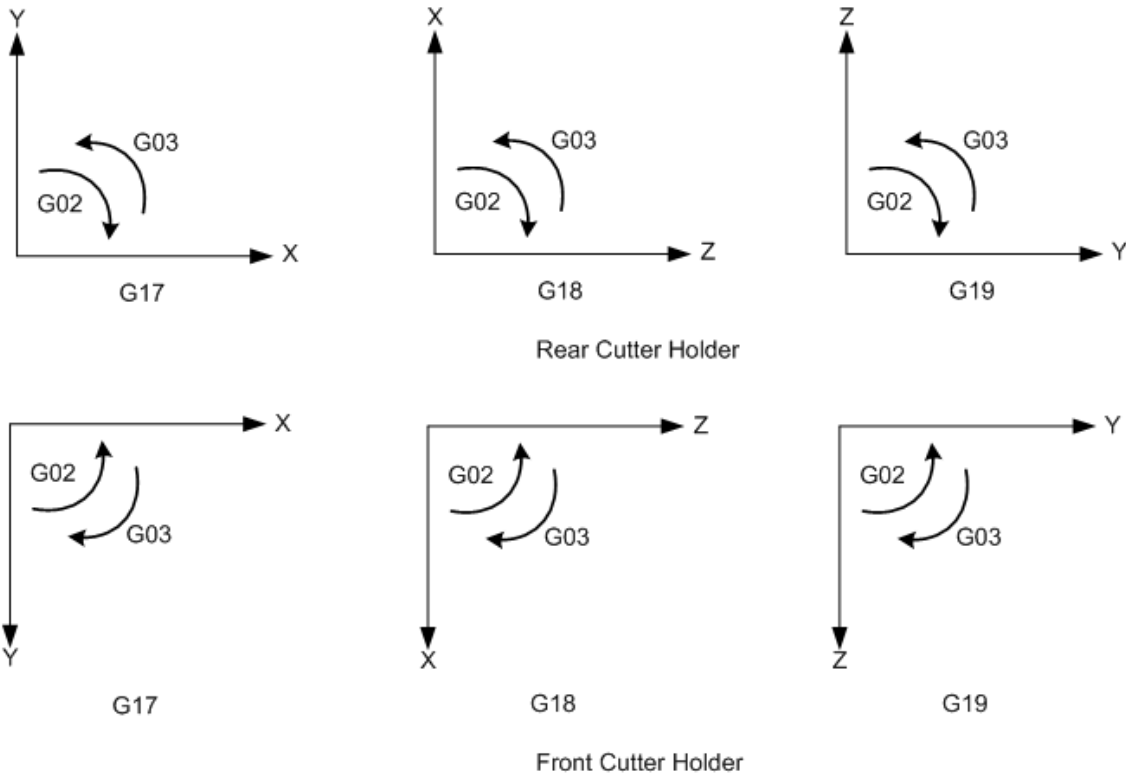 Y
G03
G02
X
G17
X
G03
G02
Z
G18
Z
G03
G02
Y
G19
Rear Cutter Holder
X
G02
G03
Y
G17
Z
G02
G03
X
G18
Y
G02
G03
Z
G19
Front Cutter Holder